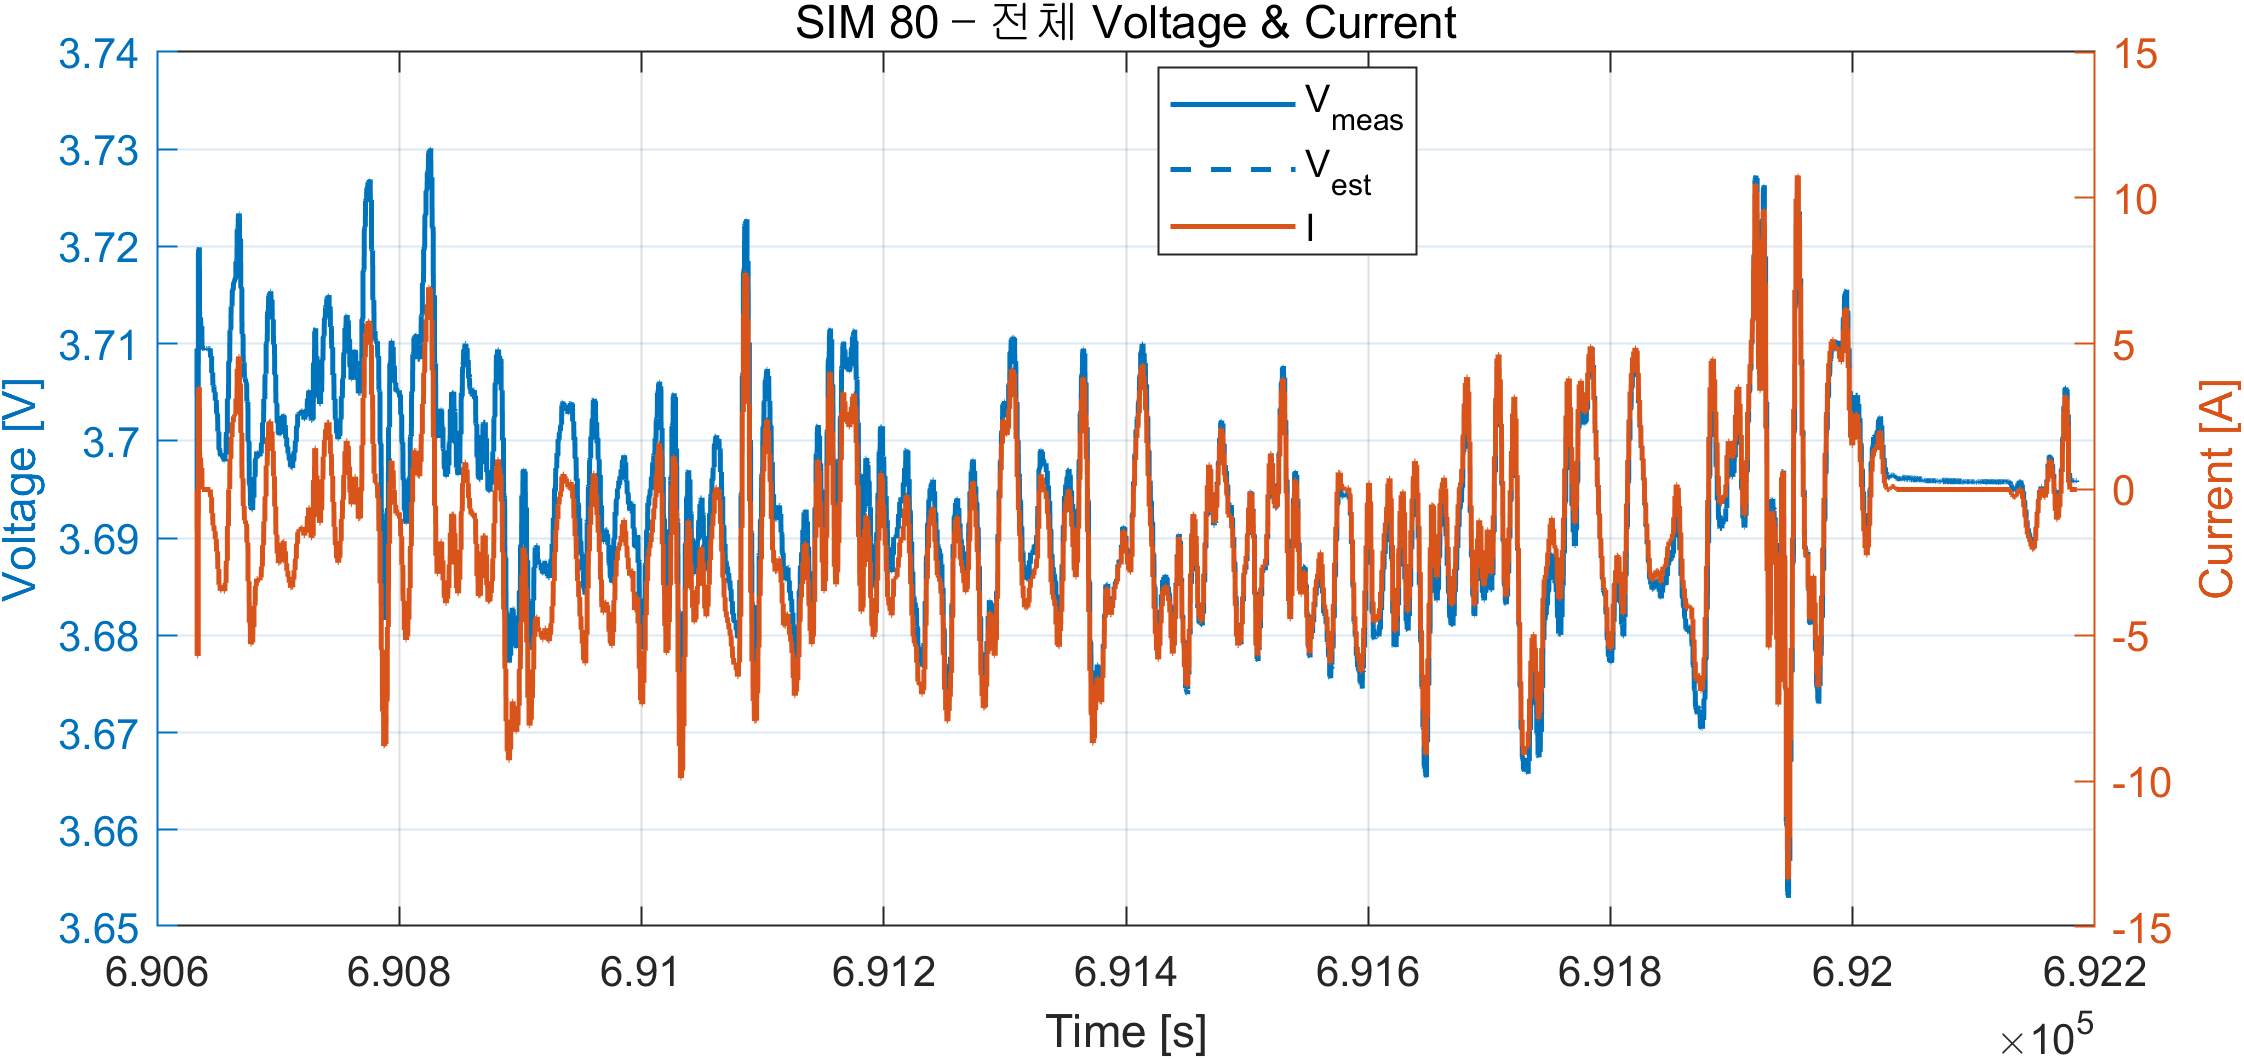 SIM 80 – 전체 Voltage & Current
3.74
3.73
3.72
3.71
3.7
3.69
3.68
3.67
3.66
3.65
Voltage [V]
V_meas
V_est
I
15
10
5
0
-5
-10
-15
Current [A]
6.906 6.908 6.91 6.912 6.914 6.916 6.918 6.92 6.922
Time [s]
×10^5